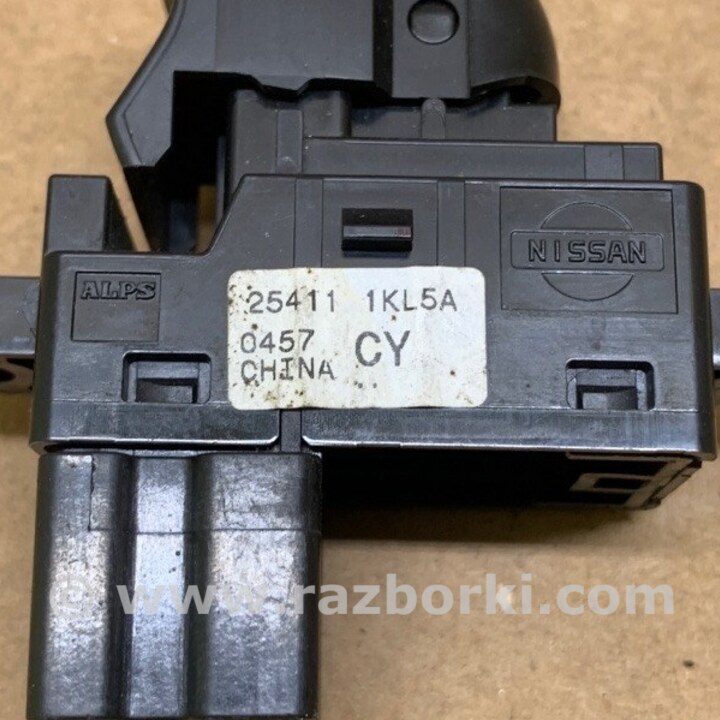 NISSAN
ALPS
25411 1KL5A
0457 CY
CHINA
© www.razborki.com